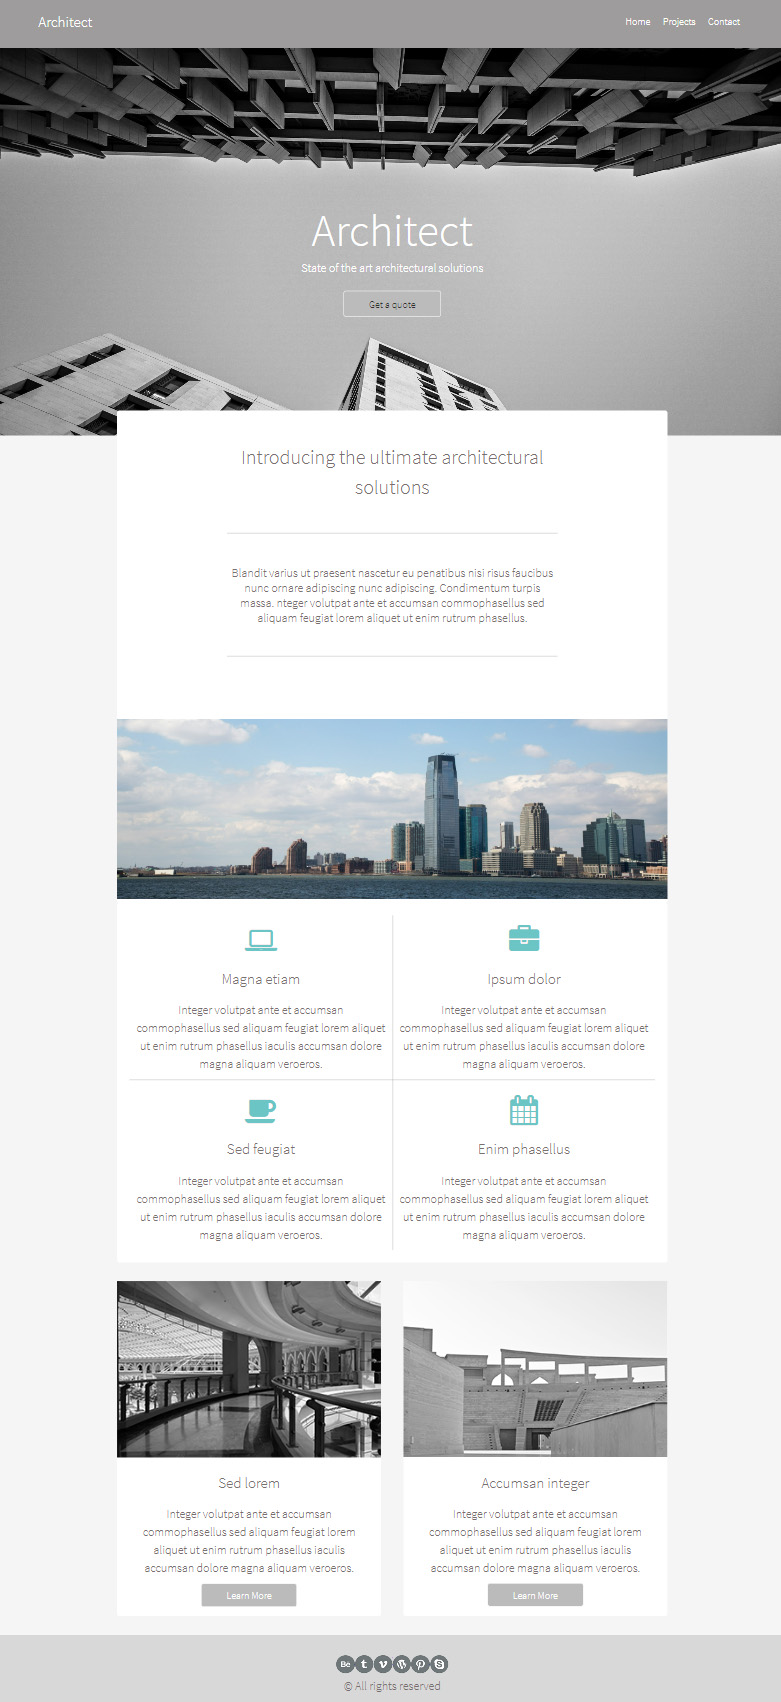 Architect
Home Projects Contact
Architect
State of the art architectural solutions
Get a quote
Introducing the ultimate architectural
solutions
Blandit varius ut praesent nascetur eu penatibus nisi risus faucibus
nunc ornare adipiscing nunc adipiscing. Condimentum turpis
massa. nteger volutpat ante et accumsan commophasellus sed
aliquam feugiat lorem aliquet ut enim rutrum phasellus.
Magna etiam
Integer volutpat ante et accumsan
commophasellus sed aliquam feugiat lorem aliquet
ut enim rutrum phasellus iaculis accumsan dolore
magna aliquam veroeros.
Ipsum dolor
Integer volutpat ante et accumsan
commophasellus sed aliquam feugiat lorem aliquet
ut enim rutrum phasellus iaculis accumsan dolore
magna aliquam veroeros.
Sed feugiat
Integer volutpat ante et accumsan
commophasellus sed aliquam feugiat lorem aliquet
ut enim rutrum phasellus iaculis accumsan dolore
magna aliquam veroeros.
Enim phasellus
Integer volutpat ante et accumsan
commophasellus sed aliquam feugiat lorem aliquet
ut enim rutrum phasellus iaculis accumsan dolore
magna aliquam veroeros.
Sed lorem
Integer volutpat ante et accumsan
commophasellus sed aliquam feugiat lorem
aliquet ut enim rutrum phasellus iaculis
accumsan dolore magna aliquam veroeros.
Learn More
Accumsan integer
Integer volutpat ante et accumsan
commophasellus sed aliquam feugiat lorem
aliquet ut enim rutrum phasellus iaculis
accumsan dolore magna aliquam veroeros.
Learn More
© All rights reserved